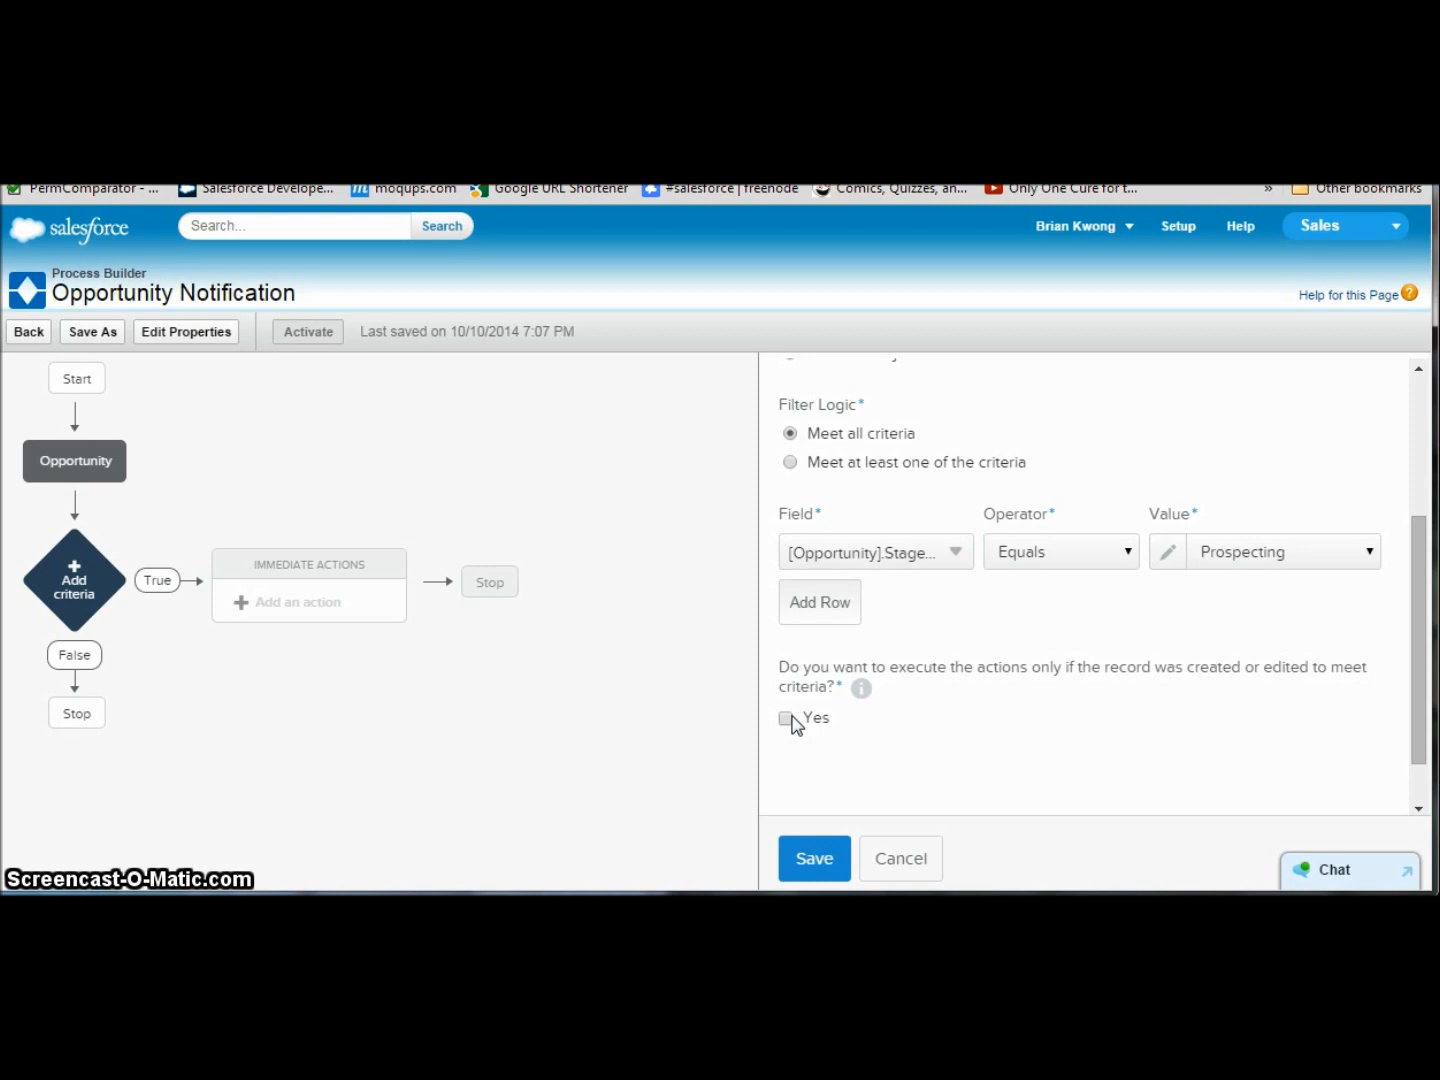 PermComparator - ...
Salesforce Develope...
moqups.com
Google URL Shortener
#salesforce | freenode
Comics, Quizzes, an...
Only One Cure for t...
»
Other bookmarks
salesforce
Search...
Search
Brian Kwong
Setup
Help
Sales
Process Builder
Opportunity Notification
Help for this Page
Back
Save As
Edit Properties
Activate
Last saved on 10/10/2014 7:07 PM
Start
Opportunity
Add
criteria
True
IMMEDIATE ACTIONS
Add an action
Stop
False
Stop
Filter Logic*
Meet all criteria
Meet at least one of the criteria
Field* Operator* Value*
[Opportunity].Stage... Equals Prospecting
Add Row
Do you want to execute the actions only if the record was created or edited to meet
criteria?*
Yes
Save
Cancel
Chat
Screencast-O-Matic.com